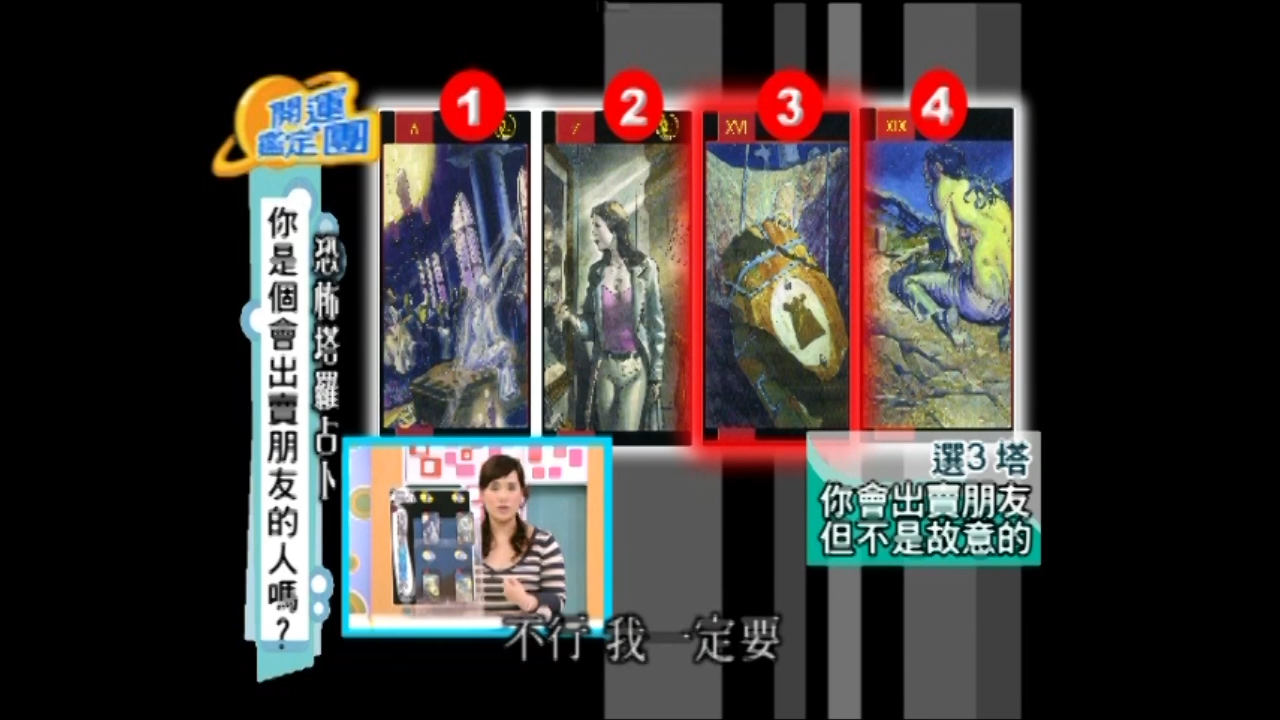 開運
鑑定團
恐怖塔羅占卜
你是個會出賣朋友的人嗎?
1
2
3
4
XVI
XIX
選3 塔
你會出賣朋友
但不是故意的
不行 我一定要